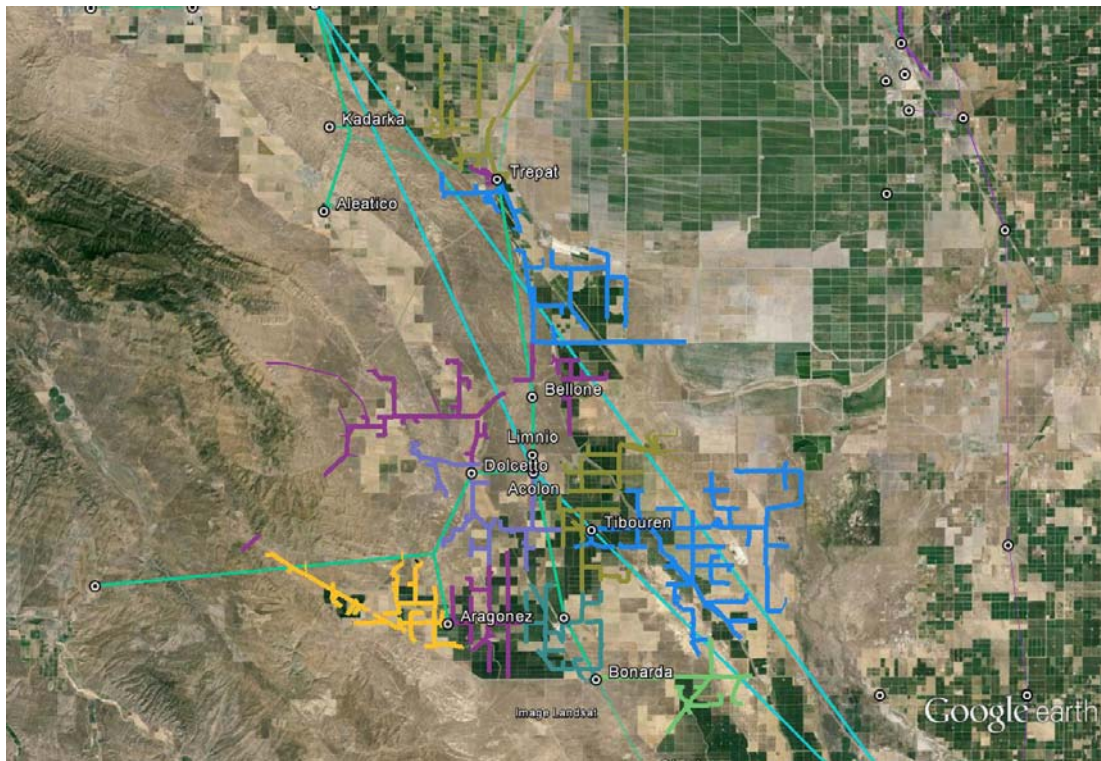 Kadarka
Trepat
Aleatico
Bellone
Limnio
Dolcetto
Acolon
Tibouren
Aragonez
Bonarda
Image Landsat
Google earth